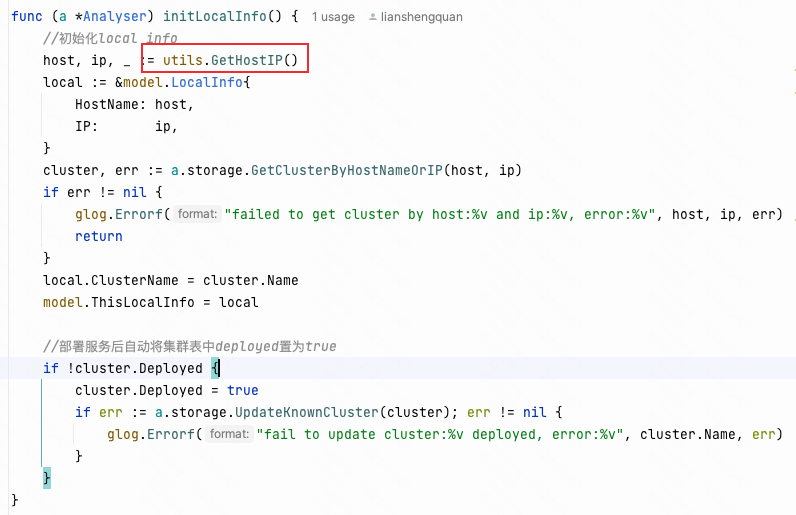 func (a *Analyser) initLocalInfo() { 1 usage lianshengquan
//初始化local info
host, ip, _ := utils.GetHostIP()
local := &model.LocalInfo{
HostName: host,
IP: ip,
}
cluster, err := a.storage.GetClusterByHostNameOrIP(host, ip)
if err != nil {
glog.Errorf( format: "failed to get cluster by host:%v and ip:%v, error:%v", host, ip, err)
return
}
local.ClusterName = cluster.Name
model.ThisLocalInfo = local
//部署服务后自动将集群表中deployed置为true
if !cluster.Deployed {
cluster.Deployed = true
if err := a.storage.UpdateKnownCluster(cluster); err != nil {
glog.Errorf( format: "fail to update cluster:%v deployed, error:%v", cluster.Name, err)
}
}
}